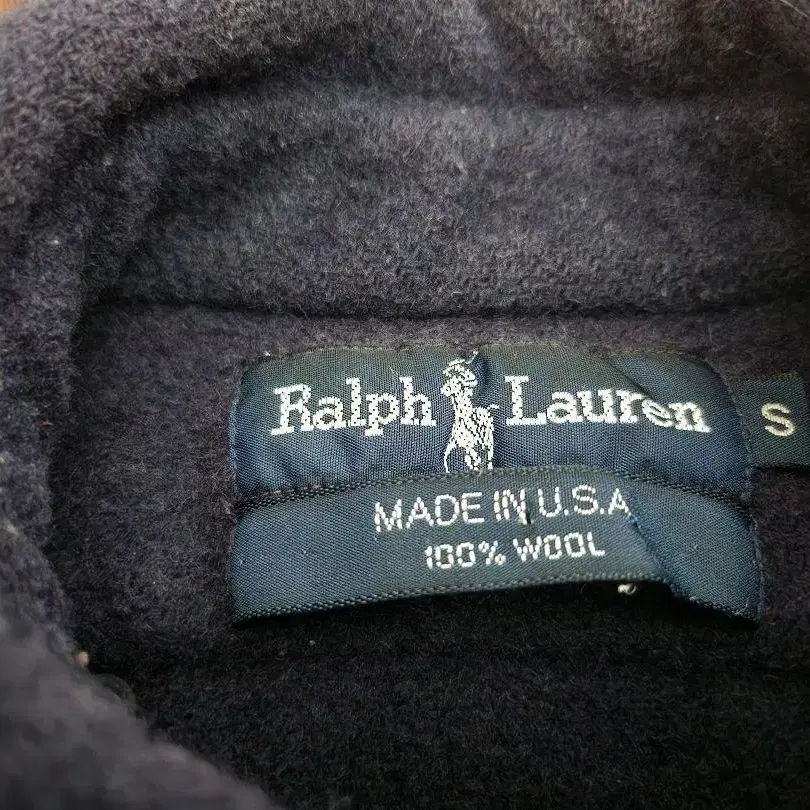 Ralph Lauren
S
MADE IN U.S.A
100% WOOL